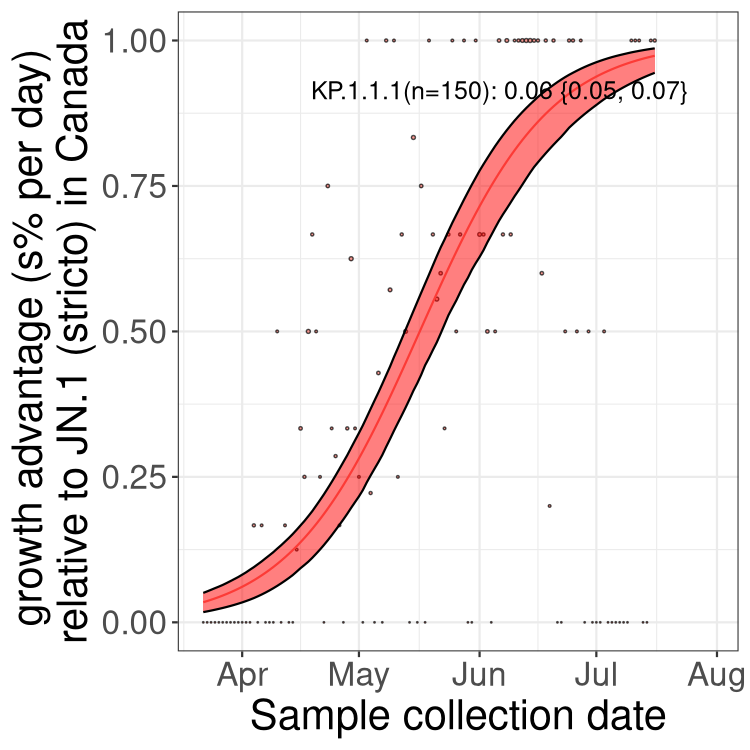 growth advantage (s% per day)
relative to JN.1 (stricto) in Canada
1.00
0.75
0.50
0.25
0.00
KP.1.1.1(n=150): 0.06 {0.05, 0.07}
Apr May Jun Jul Aug
Sample collection date